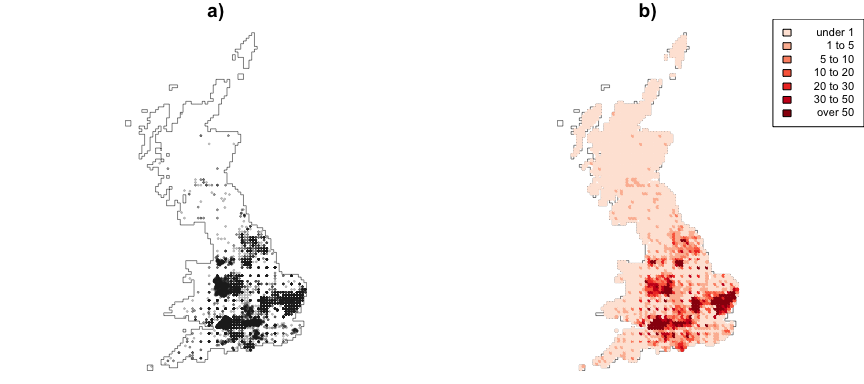 a)
b)
under 1
1 to 5
5 to 10
10 to 20
20 to 30
30 to 50
over 50